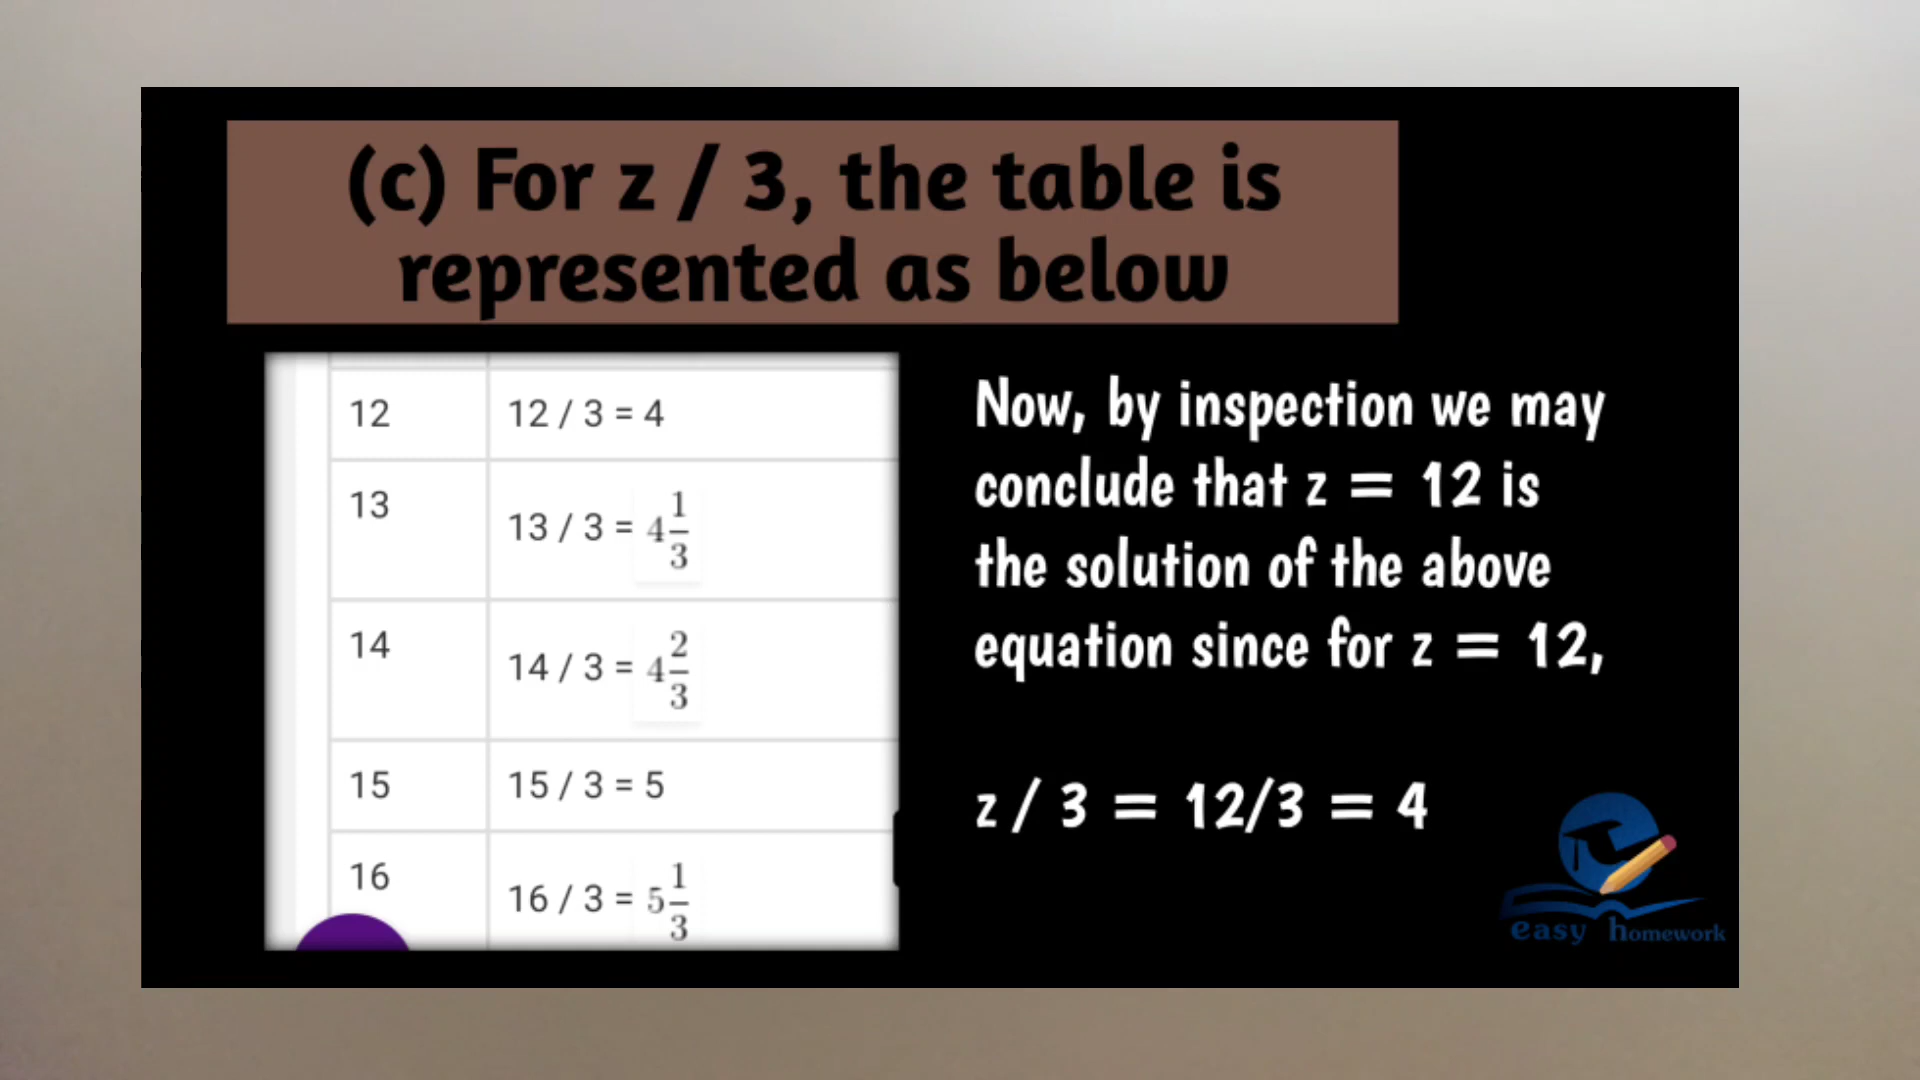 (c) For z / 3, the table is
represented as below
12 12 / 3 = 4
13 13 / 3 = 4 1/3
14 14 / 3 = 4 2/3
15 15 / 3 = 5
16 16 / 3 = 5 1/3
Now, by inspection we may
conclude that z = 12 is
the solution of the above
equation since for z = 12,
z / 3 = 12/3 = 4
easy homework